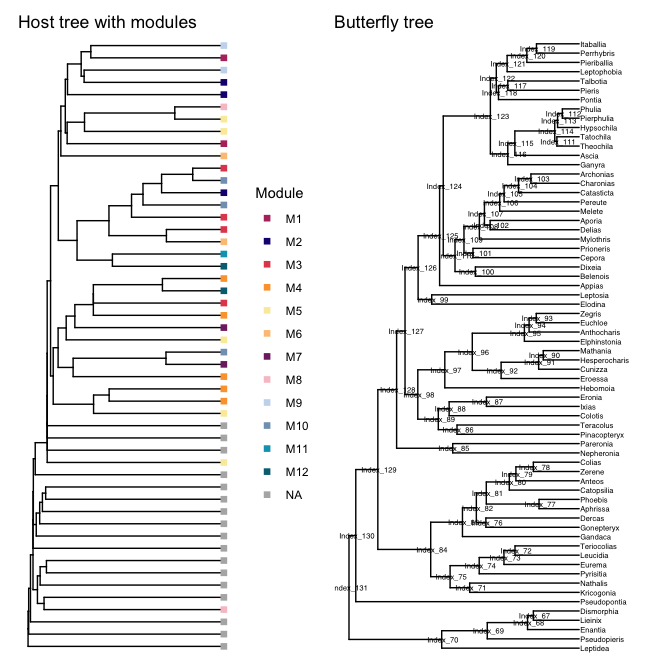 Host tree with modules
Module
M1
M2
M3
M4
M5
M6
M7
M8
M9
M10
M11
M12
NA
Butterfly tree
Itaballia
Index_119
Perrhybris
Index_120
Pieriballia
Index_121
Leptophobia
Index_122
Talbotia
Index_117
Pieris
Index_118
Pontia
Phulia
Index_112
Index_123
Pierphulia
Index_113
Hypsochila
Index_114
Tatochila
Index_111
Index_115
Theochile
Index_116
Ascia
Ganyra
Archonias
Index_103
Charonias
Index_104
Index_124
Catasticta
Index_105
Pereute
Index_106
Melete
Index_107
Aporia
Delias
Index_125
Mylothris
Index_109
Prioneris
Index_101
Cepora
Index_126
Dixeia
Index_100
Belenois
Appias
Leptosia
Index_99
Elodina
Zegris
Index_93
Euchloe
Index_94
Index_127
Anthocharis
Index_95
Elphinstonia
Mathania
Index_96
Index_90
Hesperocharis
Index_91
Cunizza
Index_97
Index_92
Eroessa
Index_128
Hebomoia
Index_98
Eronia
Index_87
Ixias
Index_88
Colotis
Index_89
Teracolus
Index_86
Pinacopteryx
Pareronia
Index_85
Nepheronia
Colias
Index_129
Index_78
Zerene
Index_79
Anteos
Index_80
Catopsilia
Index_81
Phoebis
Index_77
Aphrissa
Index_82
Dercas
Index_76
Gonepteryx
Index_130
Gandaca
Teriocolias
Index_84
Index_72
Leucidia
Index_73
Eurema
Index_74
Pyrisitia
Index_75
Nathalis
Index_71
Kricogonia
ndex_131
Pseudopontia
Dismorphia
Index_67
Lieinix
Index_68
Enantia
Index_69
Pseudopieris
Index_70
Leptidea